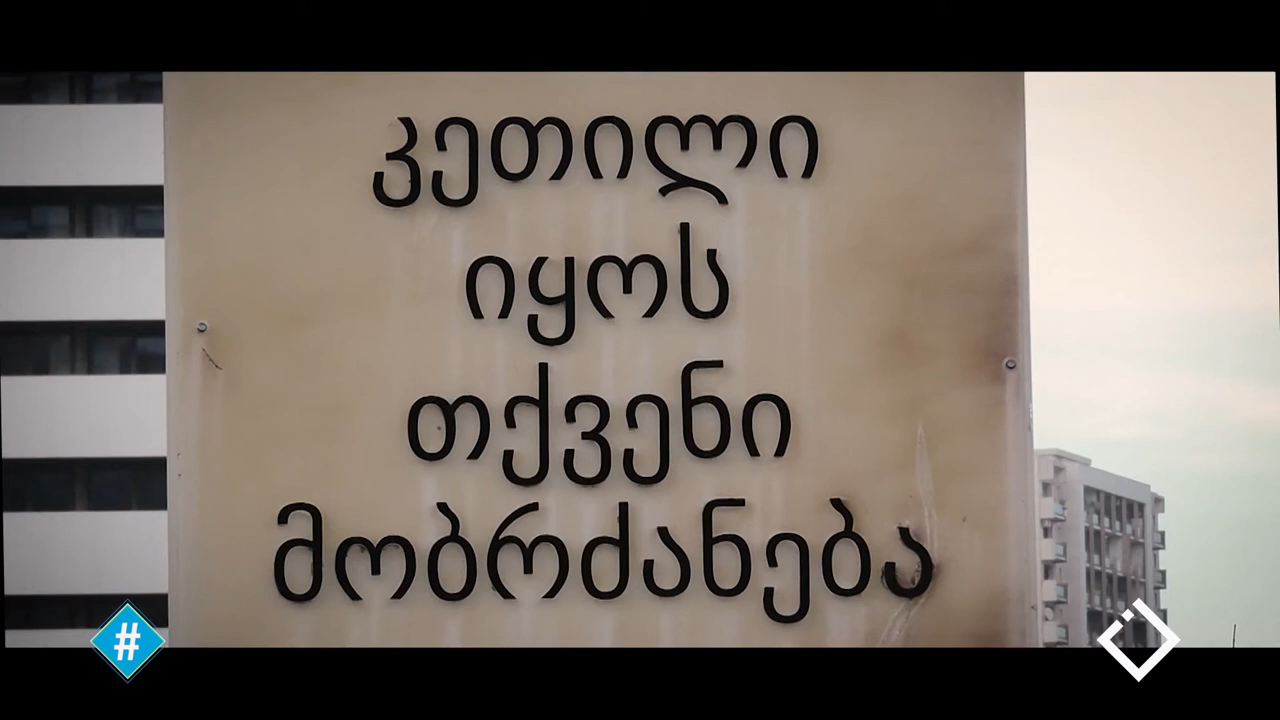 კეთილი
იყოს
თქვენი
მობრძანება
#